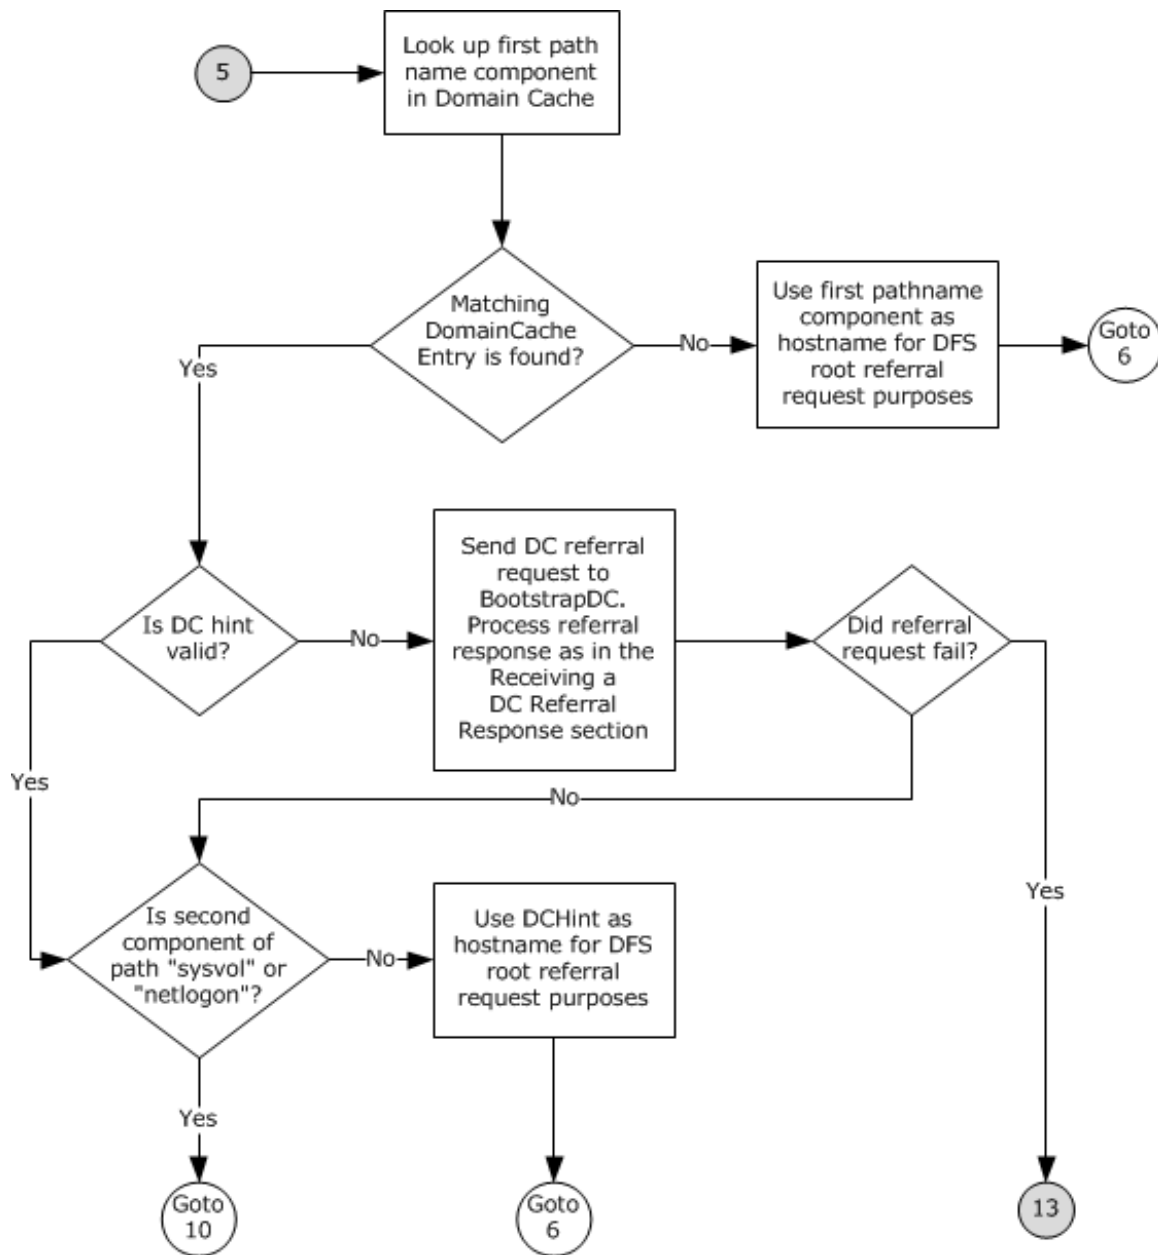 5
Look up first path
name component
in Domain Cache
Matching
DomainCache
Entry is found?
No
Use first pathname
component as
hostname for DFS
root referral
request purposes
Goto
6
Yes
Is DC hint
valid?
No
Send DC referral
request to
BootstrapDC.
Process referral
response as in the
Receiving a
DC Referral
Response section
Did referral
request fail?
Yes
No
Is second
component of
path "sysvol" or
"netlogon"?
No
Use DCHint as
hostname for DFS
root referral
request purposes
Yes
Yes
Goto
10
Goto
6
13